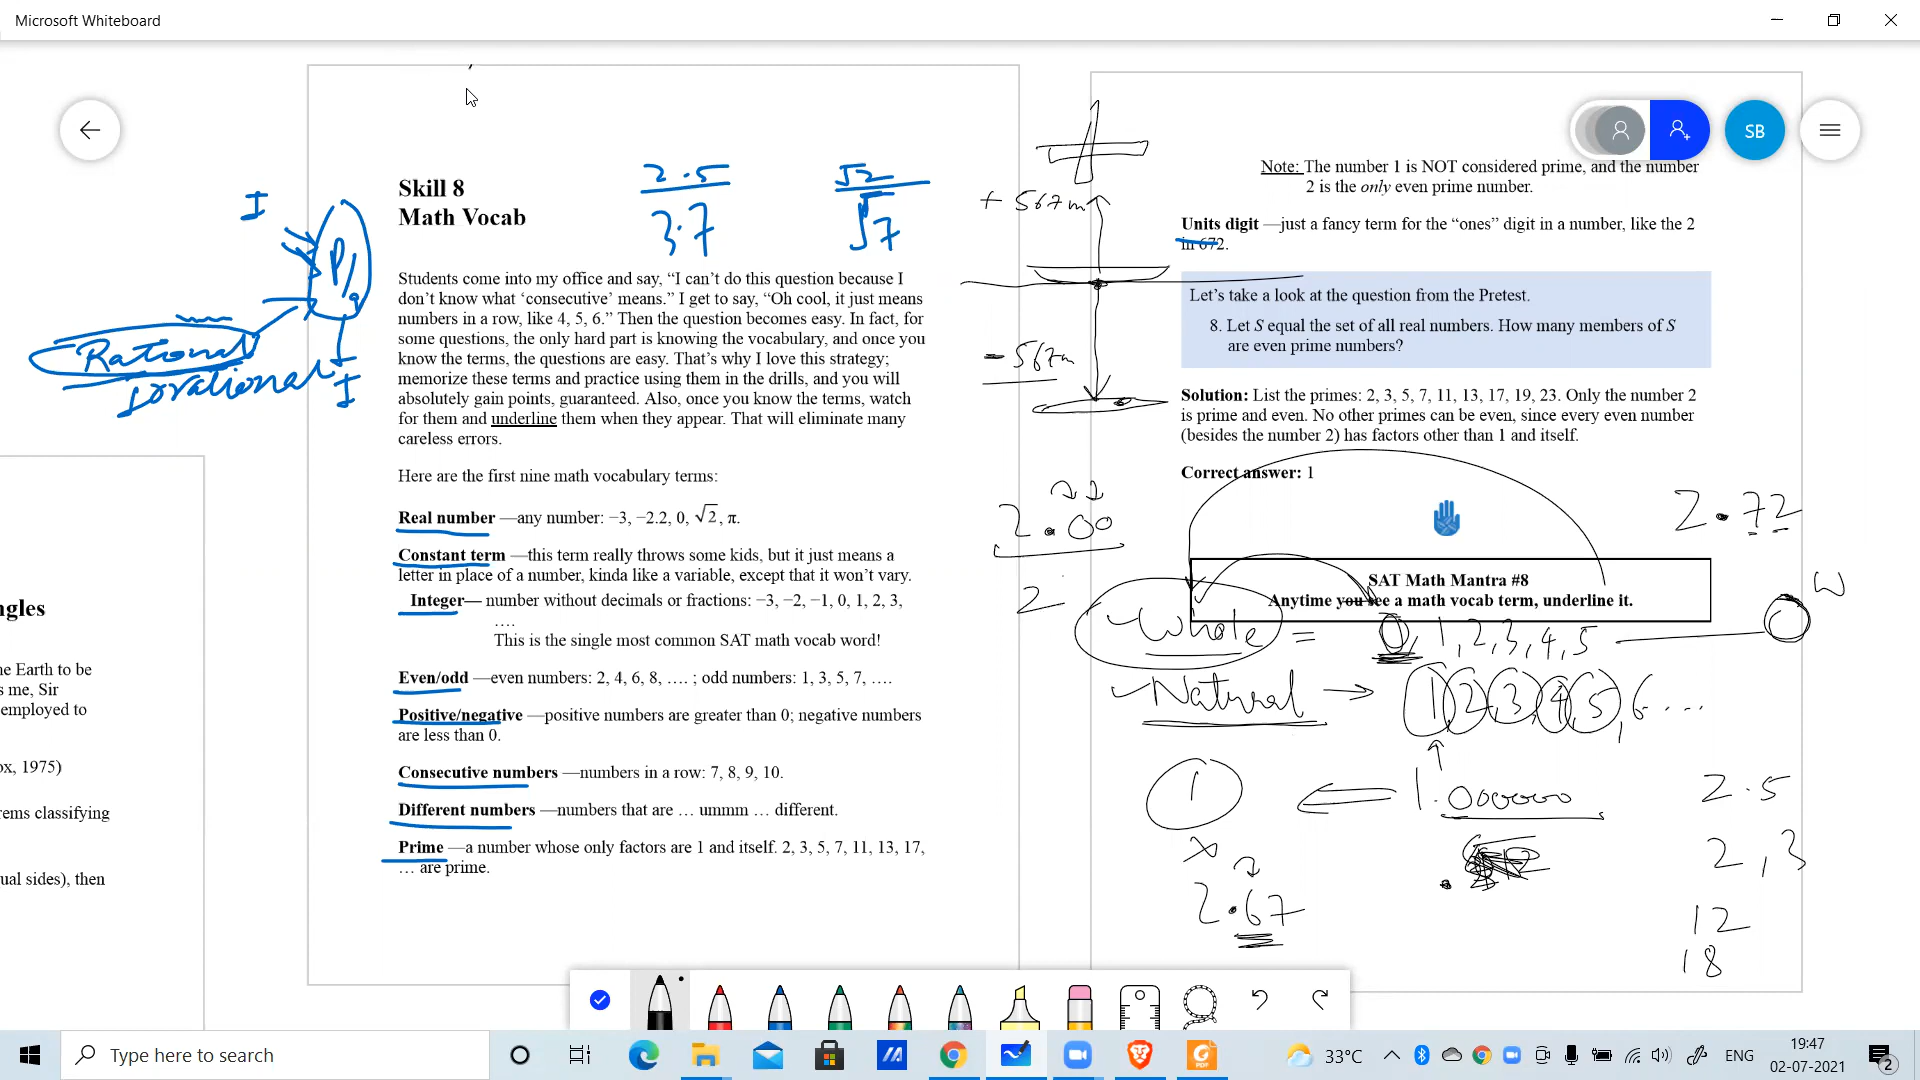 Microsoft Whiteboard
SB
Skill 8
Math Vocab
2.5
3.7
√2
√7
I
P/q
Rational
Irrational
I
Students come into my office and say, “I can’t do this question because I
don’t know what ‘consecutive’ means.” I get to say, “Oh cool, it just means
numbers in a row, like 4, 5, 6.” Then the question becomes easy. In fact, for
some questions, the only hard part is knowing the vocabulary, and once you
know the terms, the questions are easy. That’s why I love this strategy;
memorize these terms and practice using them in the drills, and you will
absolutely gain points, guaranteed. Also, once you know the terms, watch
for them and underline them when they appear. That will eliminate many
careless errors.
Here are the first nine math vocabulary terms:
Real number —any number: −3, −2.2, 0, √2, π.
Constant term —this term really throws some kids, but it just means a
letter in place of a number, kinda like a variable, except that it won’t vary.
Integer— number without decimals or fractions: −3, −2, −1, 0, 1, 2, 3,
….
This is the single most common SAT math vocab word!
Even/odd —even numbers: 2, 4, 6, 8, …. ; odd numbers: 1, 3, 5, 7, ….
Positive/negative —positive numbers are greater than 0; negative numbers
are less than 0.
Consecutive numbers —numbers in a row: 7, 8, 9, 10.
Different numbers —numbers that are … ummm … different.
Prime —a number whose only factors are 1 and itself. 2, 3, 5, 7, 11, 13, 17,
… are prime.
ngles
he Earth to be
s me, Sir
employed to
ox, 1975)
rems classifying
ual sides), then
+ 567m
- 567m
2.00
2
Note: The number 1 is NOT considered prime, and the number
2 is the only even prime number.
Units digit —just a fancy term for the “ones” digit in a number, like the 2
in 672.
Let’s take a look at the question from the Pretest.
8. Let S equal the set of all real numbers. How many members of S
are even prime numbers?
Solution: List the primes: 2, 3, 5, 7, 11, 13, 17, 19, 23. Only the number 2
is prime and even. No other primes can be even, since every even number
(besides the number 2) has factors other than 1 and itself.
Correct answer: 1
2.72
SAT Math Mantra #8
Anytime you see a math vocab term, underline it.
W
Whole = 0, 1, 2, 3, 4, 5
Natural → 1, 2, 3, 4, 5, 6 ...
1 ⟸ 1.000000
2.5
2,3
2.67
12
18
Type here to search
33°C
ENG
19:47
02-07-2021
2